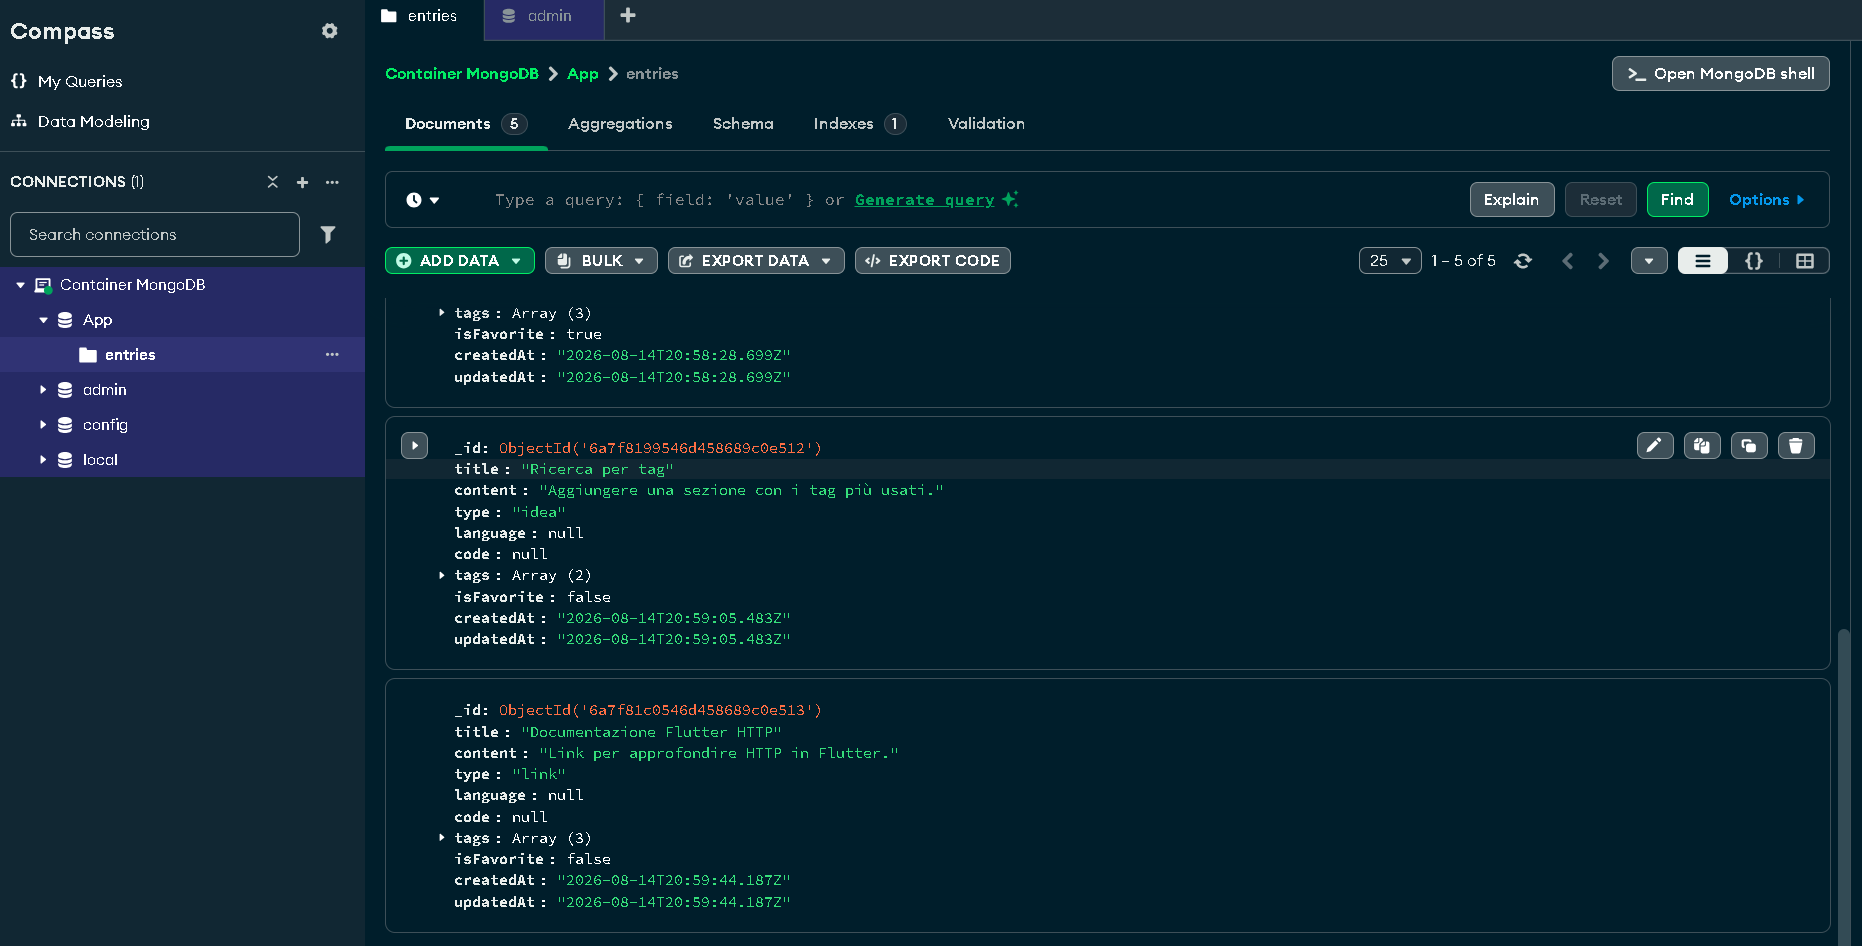 Compass
My Queries
Data Modeling
CONNECTIONS (1)
Search connections
Container MongoDB
App
entries
admin
config
local
entries
admin
Container MongoDB > App > entries
Open MongoDB shell
Documents 5
Aggregations
Schema
Indexes 1
Validation
Type a query: { field: 'value' } or Generate query
Explain
Reset
Find
Options
ADD DATA
BULK
EXPORT DATA
EXPORT CODE
25
1 – 5 of 5
tags : Array (3)
isFavorite : true
createdAt : "2026-08-14T20:58:28.699Z"
updatedAt : "2026-08-14T20:58:28.699Z"
_id: ObjectId('6a7f8199546d458689c0e512')
title : "Ricerca per tag"
content : "Aggiungere una sezione con i tag più usati."
type : "idea"
language : null
code : null
tags : Array (2)
isFavorite : false
createdAt : "2026-08-14T20:59:05.483Z"
updatedAt : "2026-08-14T20:59:05.483Z"
_id: ObjectId('6a7f81c0546d458689c0e513')
title : "Documentazione Flutter HTTP"
content : "Link per approfondire HTTP in Flutter."
type : "link"
language : null
code : null
tags : Array (3)
isFavorite : false
createdAt : "2026-08-14T20:59:44.187Z"
updatedAt : "2026-08-14T20:59:44.187Z"